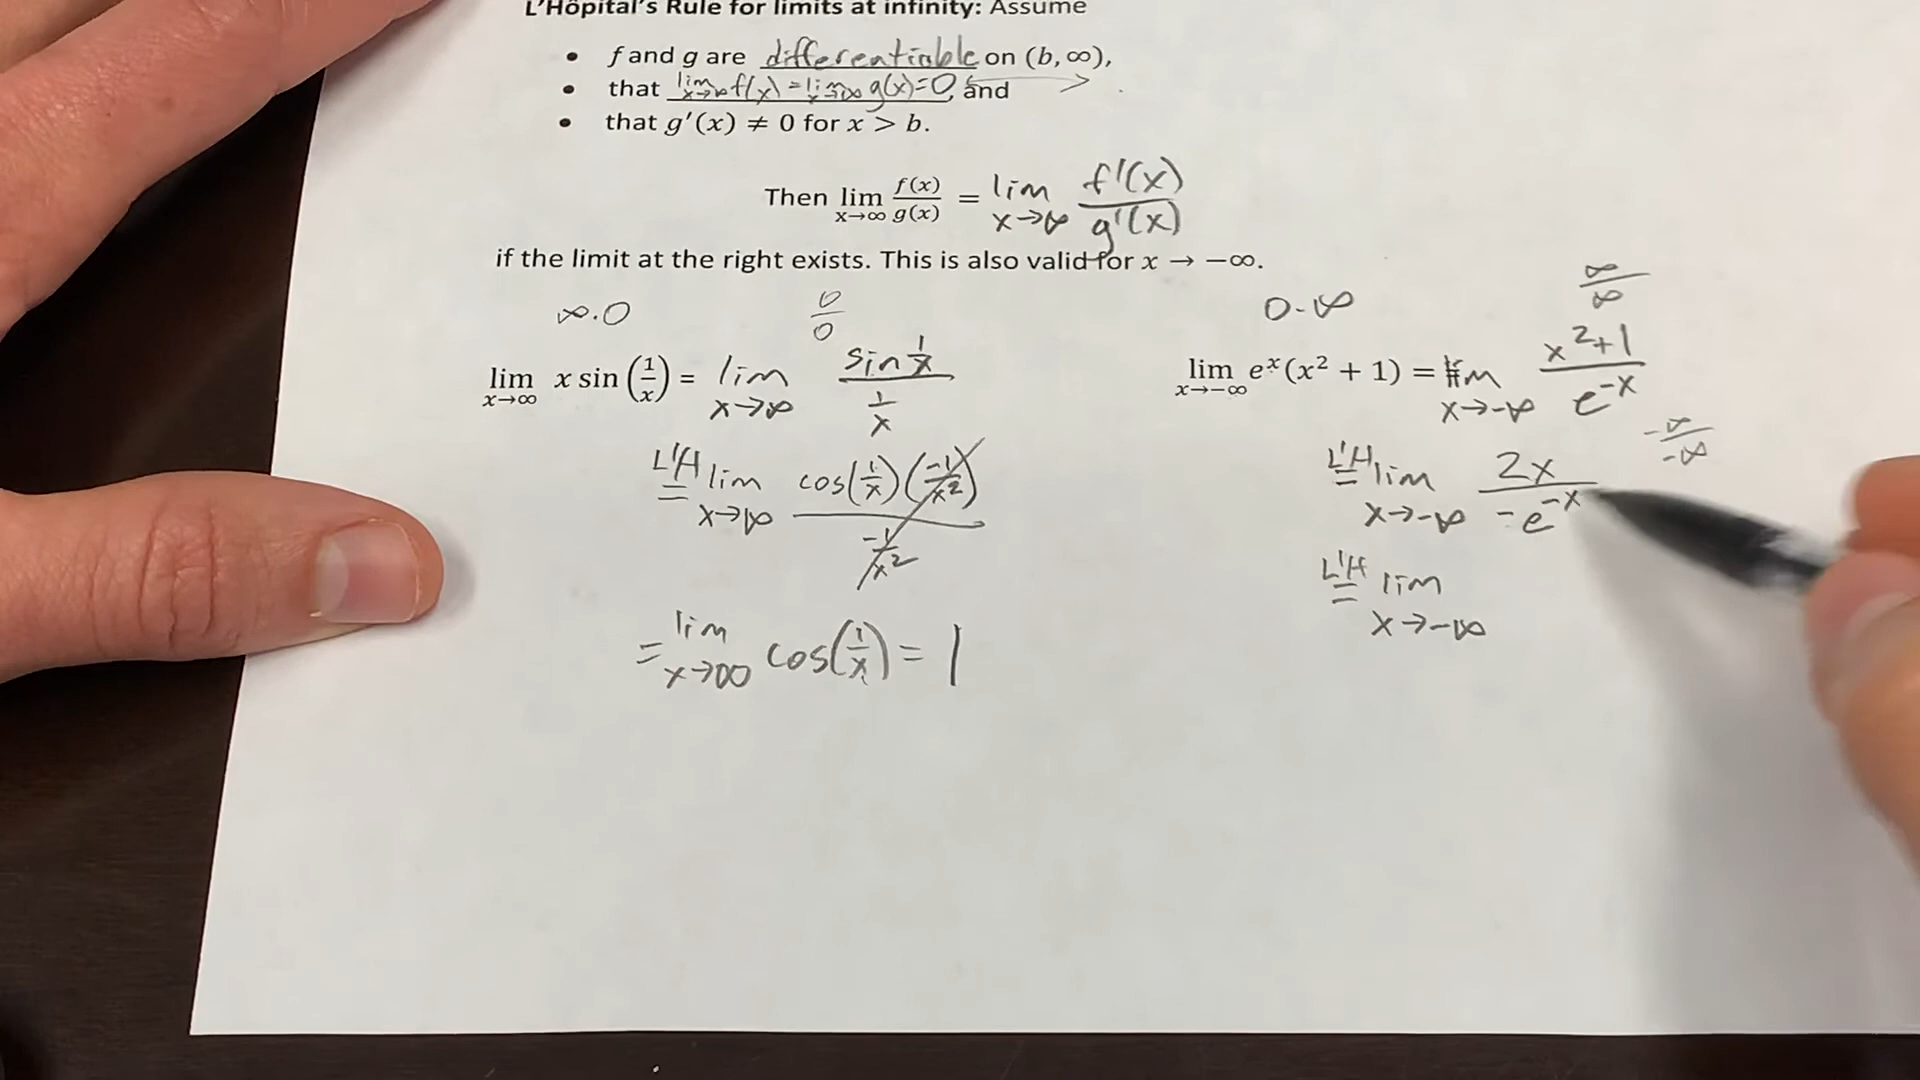 L'Hôpital's Rule for limits at infinity: Assume
• f and g are differentiable on (b, ∞),
• that lim x→∞ f(x) = lim x→∞ g(x)=0, and
• that g′(x) ≠ 0 for x > b.
Then lim x→∞ f(x)/g(x) = lim x→∞ f'(x)/g'(x)
if the limit at the right exists. This is also valid for x → −∞.
∞·0 0/0
lim x→∞ x sin (1/x) = lim x→∞ sin 1/x / 1/x
L'H = lim x→∞ cos(1/x)(-1/x²) / -1/x²
= lim x→∞ cos(1/x) = 1
0·∞ ∞/∞
lim x→−∞ eˣ(x² + 1) = lim x→-∞ x²+1 / e^-x
L'H = lim x→-∞ 2x / -e^-x -∞/-∞
L'H = lim x→-∞